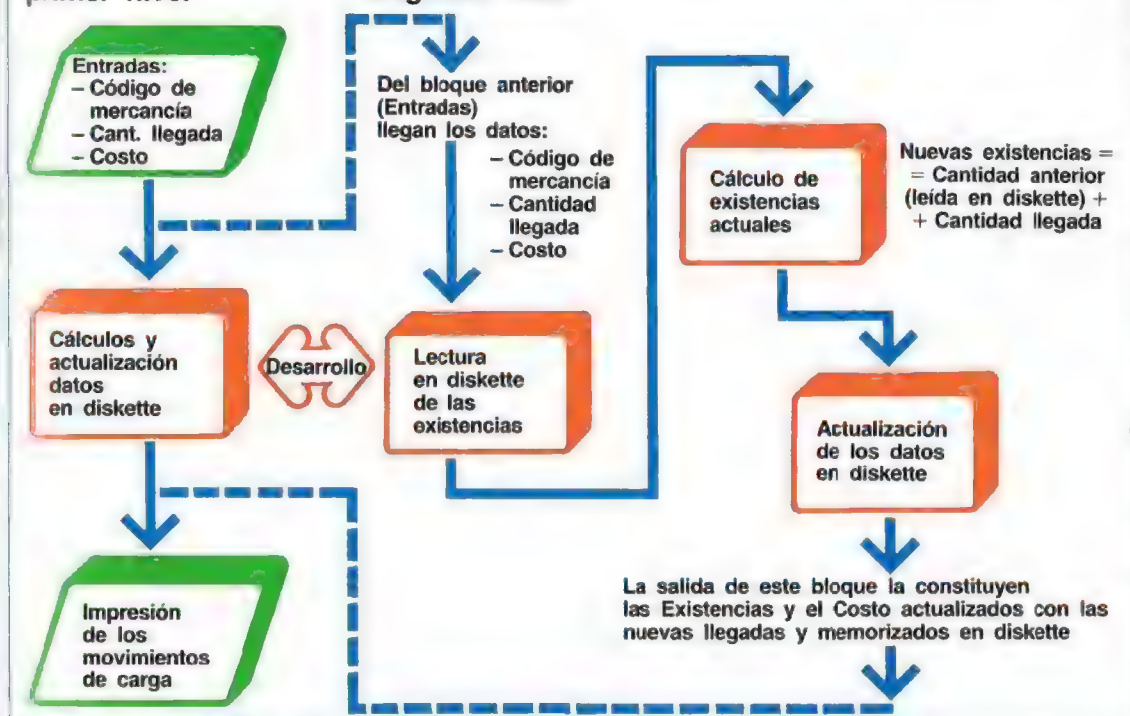 Entradas:
– Código de
mercancía
– Cant. llegada
– Costo
Del bloque anterior
(Entradas)
llegan los datos:
– Código de
mercancía
– Cantidad
llegada
– Costo
Cálculo de
existencias
actuales
Nuevas existencias =
= Cantidad anterior
(leída en diskette) +
+ Cantidad llegada
Cálculos y
actualización
datos
en diskette
Desarrollo
Lectura
en diskette
de las
existencias
Actualización
de los datos
en diskette
Impresión
de los
movimientos
de carga
La salida de este bloque la constituyen
las Existencias y el Costo actualizados con las
nuevas llegadas y memorizados en diskette